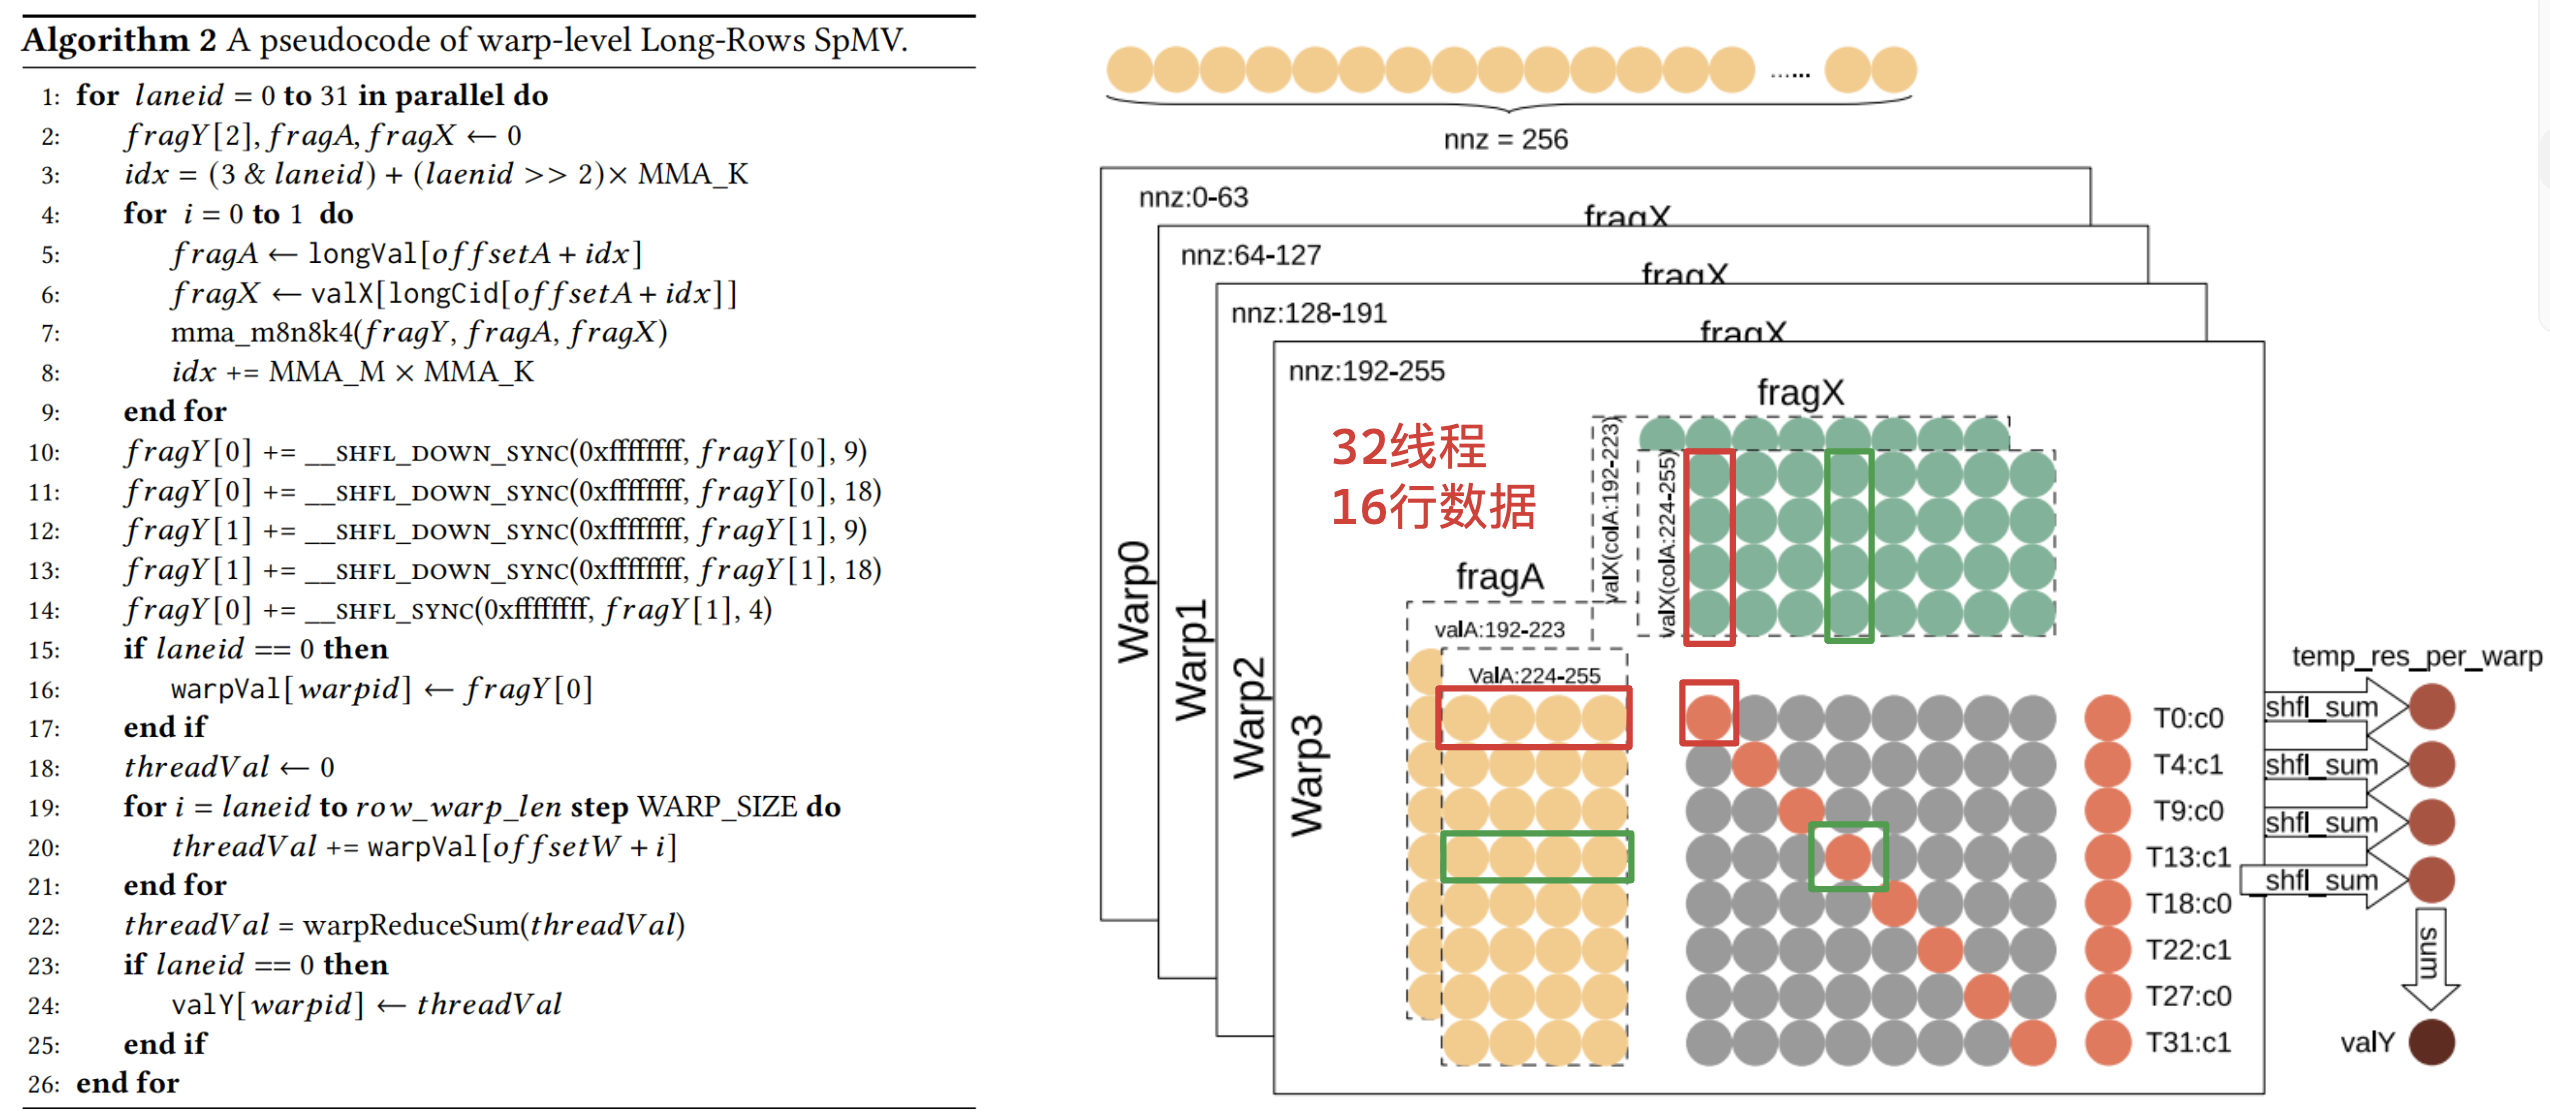 Algorithm 2 A pseudocode of warp-level Long-Rows SpMV.
1: for laneid = 0 to 31 in parallel do
2: fragY[2], fragA, fragX ← 0
3: idx = (3 & laneid) + (laenid >> 2)× MMA_K
4: for i = 0 to 1 do
5: fragA ← longVal[offsetA + idx]
6: fragX ← valX[longCid[offsetA + idx]]
7: mma_m8n8k4(fragY, fragA, fragX)
8: idx += MMA_M × MMA_K
9: end for
10: fragY[0] += __SHFL_DOWN_SYNC(0xffffffff, fragY[0], 9)
11: fragY[0] += __SHFL_DOWN_SYNC(0xffffffff, fragY[0], 18)
12: fragY[1] += __SHFL_DOWN_SYNC(0xffffffff, fragY[1], 9)
13: fragY[1] += __SHFL_DOWN_SYNC(0xffffffff, fragY[1], 18)
14: fragY[0] += __SHFL_SYNC(0xffffffff, fragY[1], 4)
15: if laneid == 0 then
16: warpVal[warpid] ← fragY[0]
17: end if
18: threadVal ← 0
19: for i = laneid to row_warp_len step WARP_SIZE do
20: threadVal += warpVal[offsetW + i]
21: end for
22: threadVal = warpReduceSum(threadVal)
23: if laneid == 0 then
24: valY[warpid] ← threadVal
25: end if
26: end for
......
nnz = 256
nnz:0-63
fragX
nnz:64-127
fragX
nnz:128-191
fragX
nnz:192-255
fragX
32线程
16行数据
valX(colA:192-223)
valX(colA:224-255)
fragA
valA:192-223
ValA:224-255
Warp0
Warp1
Warp2
Warp3
T0:c0
T4:c1
T9:c0
T13:c1
T18:c0
T22:c1
T27:c0
T31:c1
temp_res_per_warp
shfl_sum
shfl_sum
shfl_sum
shfl_sum
sum
valY